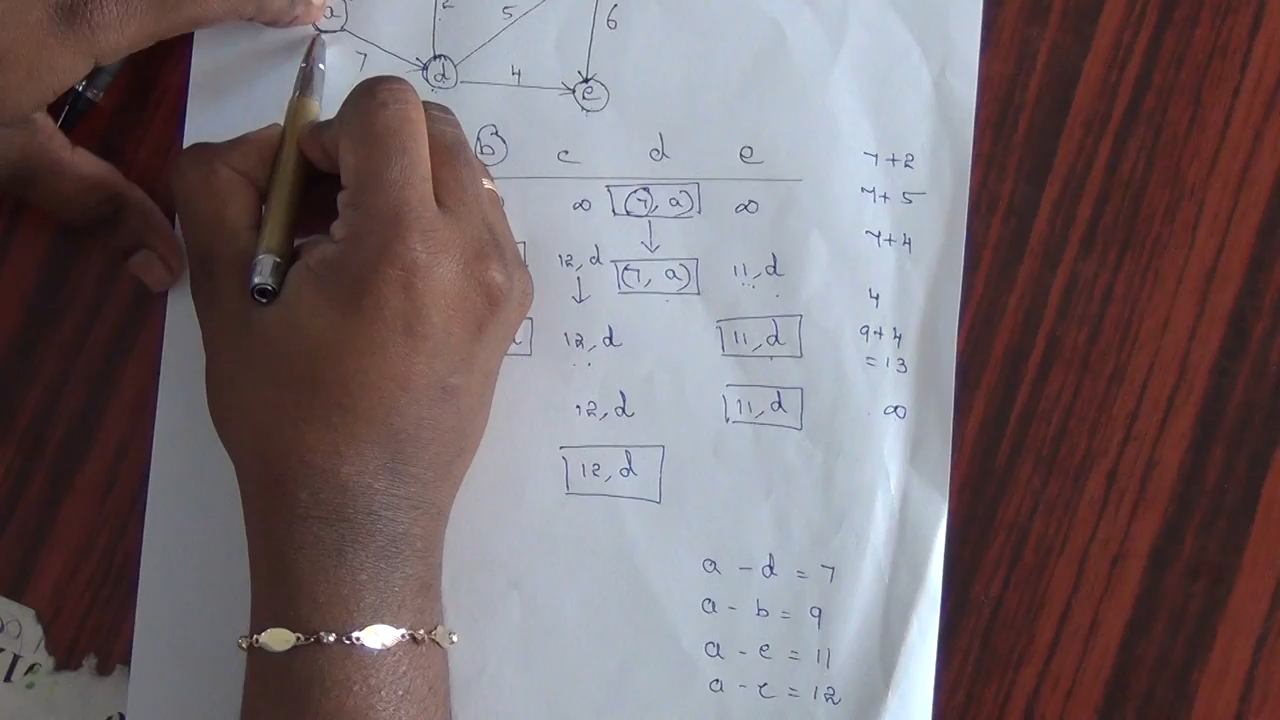 a
2
5
6
7
d
4
e
B c d e
∞ (7, a) ∞
12, d (7, a) 11, d
12, d 11, d
12, d 11, d
12, d
7+2
7+5
7+4
4
9+4
=13
∞
a - d = 7
a - b = 9
a - e = 11
a - c = 12